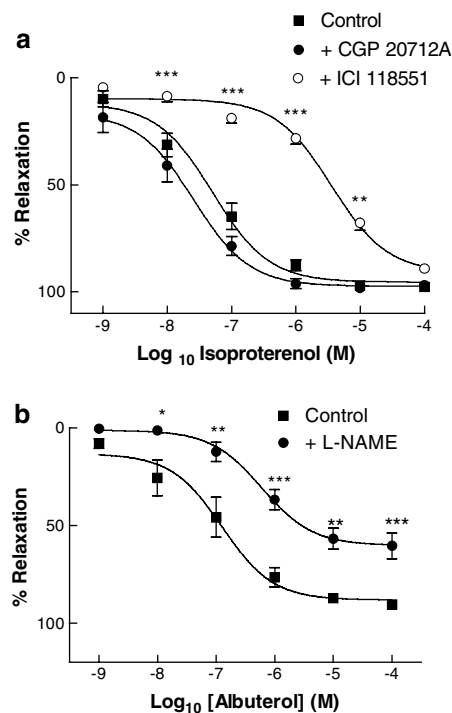 a
Control
+ CGP 20712A
+ ICI 118551
0
50
100
% Relaxation
***
***
***
**
-9 -8 -7 -6 -5 -4
Log 10 Isoproterenol (M)
b
Control
+ L-NAME
0
50
100
% Relaxation
*
**
***
**
***
-9 -8 -7 -6 -5 -4
Log10 [Albuterol] (M)